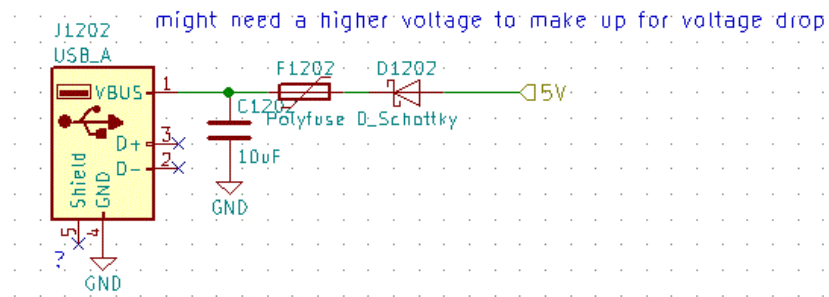 might need a higher voltage to make up for voltage drop
J1202
USB_A
F1202
D1202
VBUS
1
5V
C1202
Polyfuse
D_Schottky
D+
3
10uF
D-
2
Shield
GND
GND
5
4
?
GND